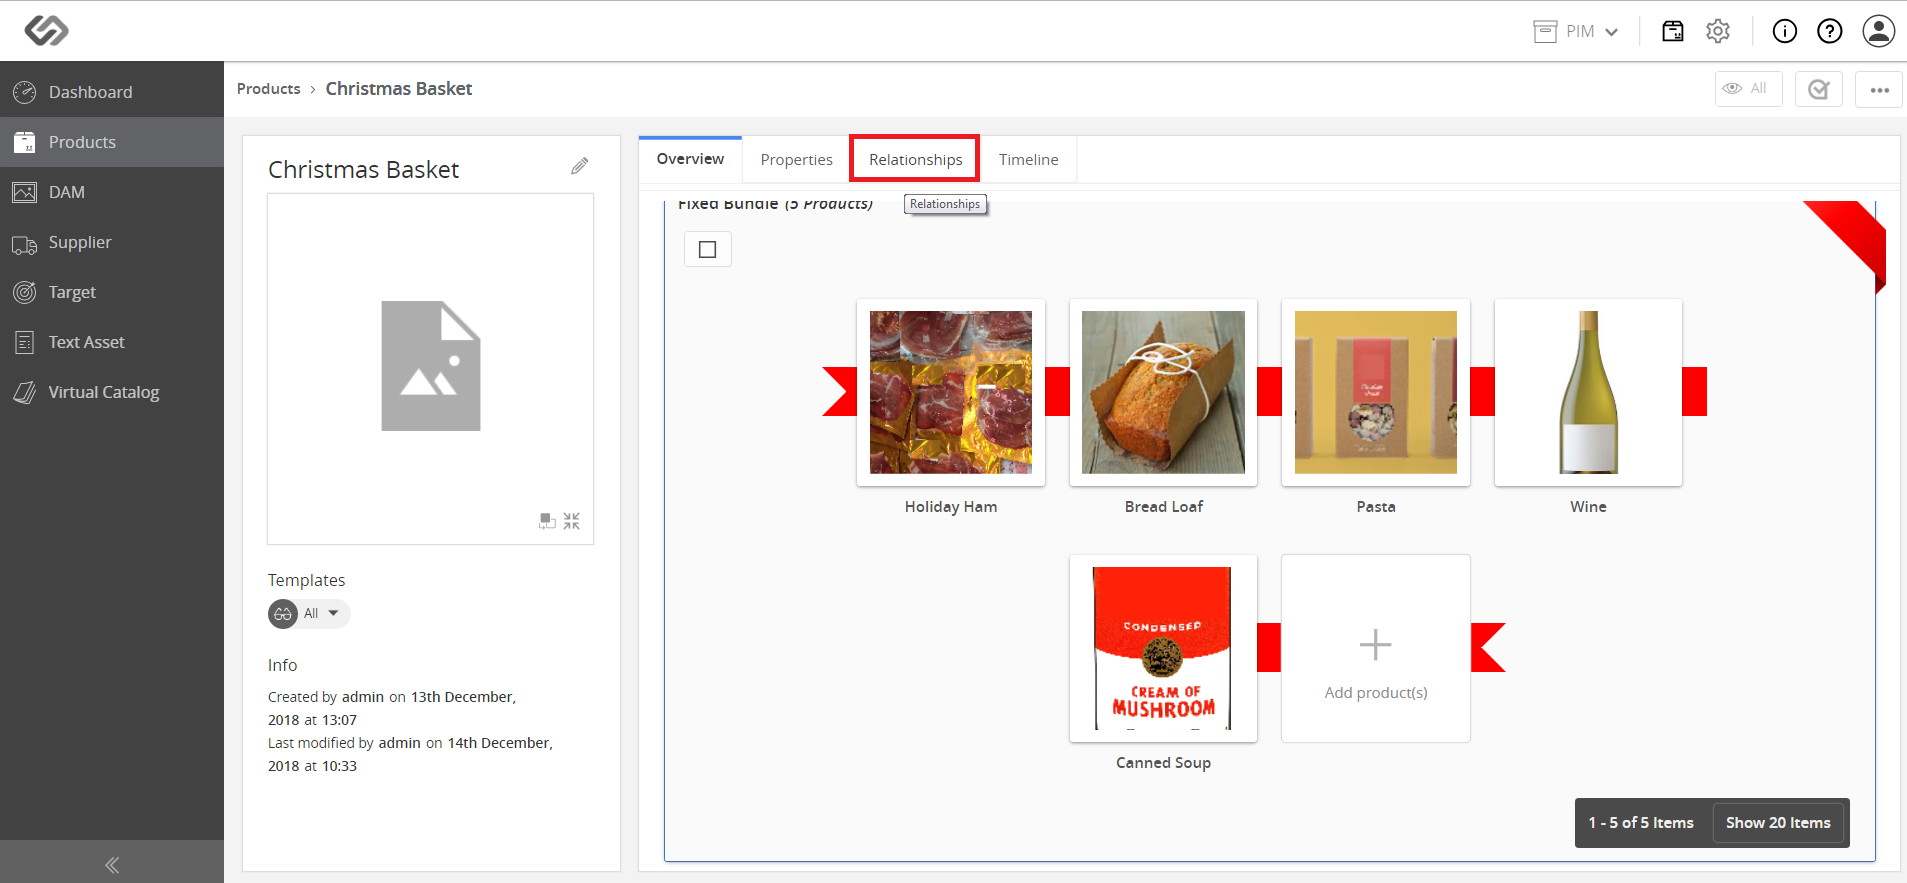 PIM
Dashboard
Products
DAM
Supplier
Target
Text Asset
Virtual Catalog
Products › Christmas Basket
All
Christmas Basket
Templates
All
Info
Created by admin on 13th December,
2018 at 13:07
Last modified by admin on 14th December,
2018 at 10:33
Overview
Properties
Relationships
Timeline
Relationships
Fixed Bundle (5 Products)
Holiday Ham
Bread Loaf
Pasta
Wine
CONDENSED
CREAM OF
MUSHROOM
Canned Soup
Add product(s)
1 - 5 of 5 Items
Show 20 Items